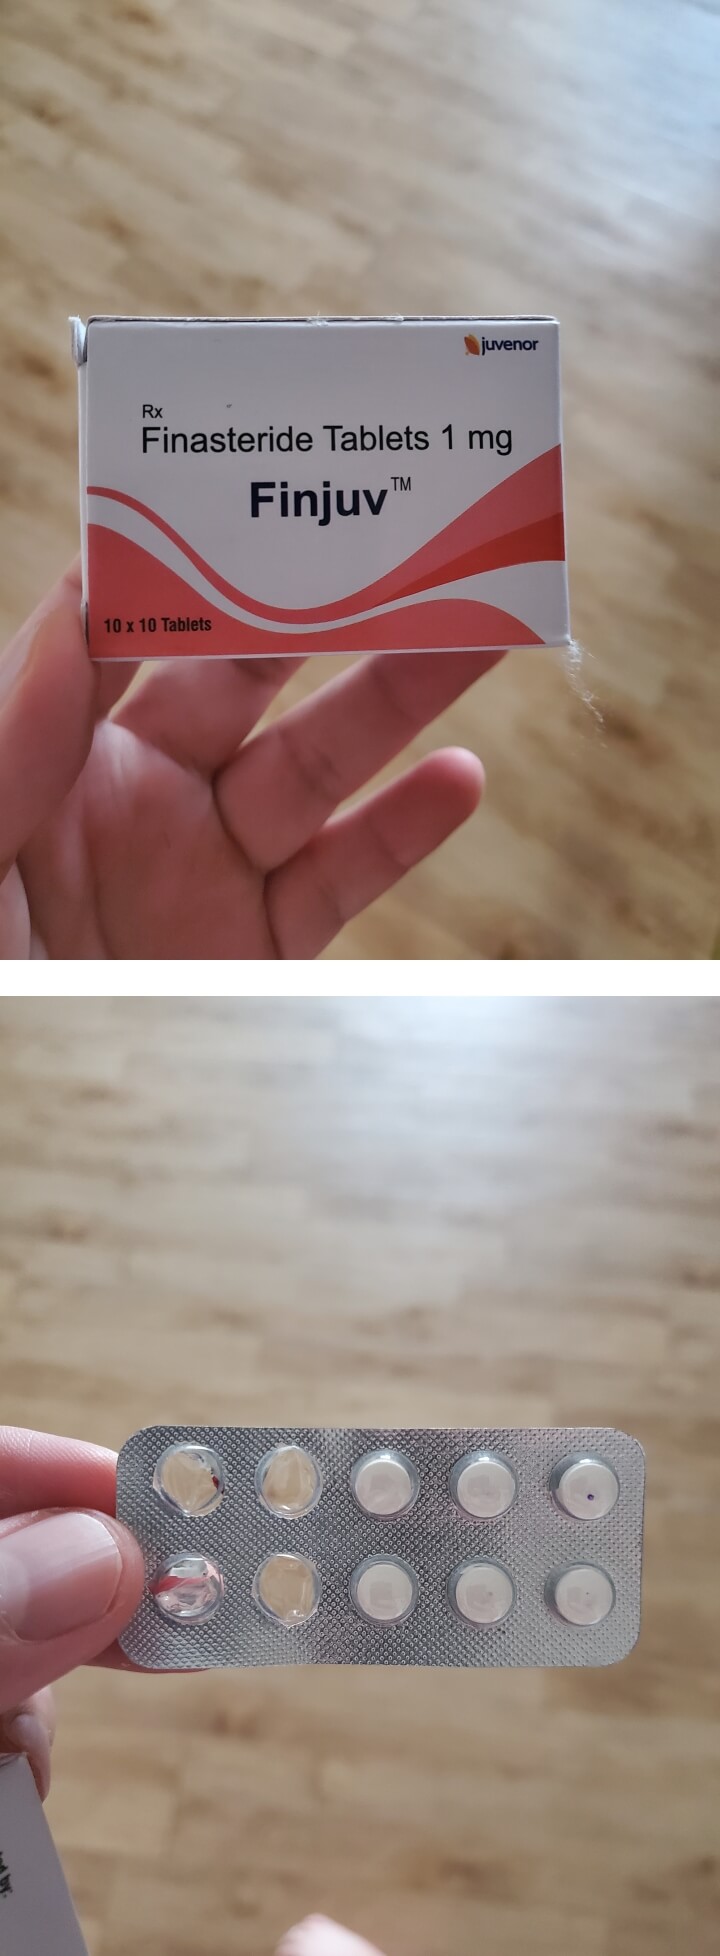 juvenor
Rx
Finasteride Tablets 1 mg
Finjuv™
10 x 10 Tablets